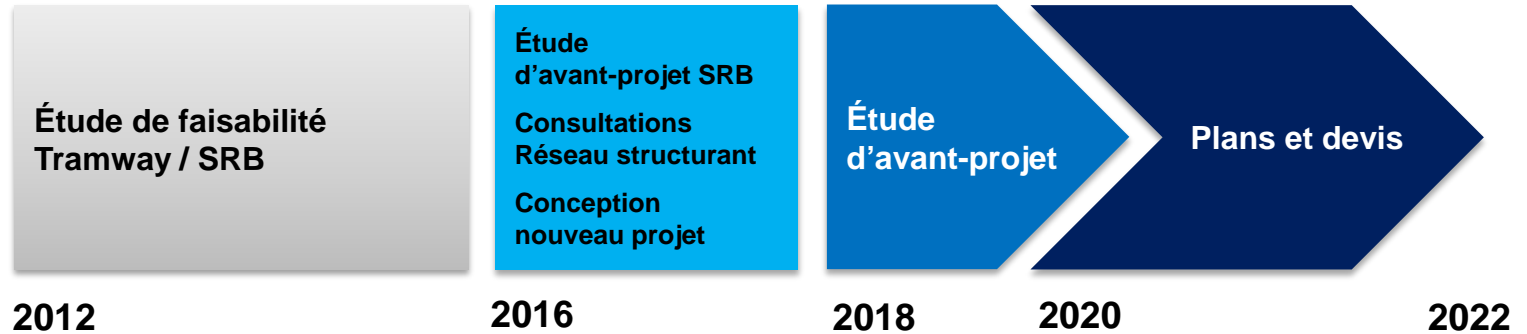 Étude de faisabilité
Tramway / SRB
Étude
d'avant-projet SRB
Consultations
Réseau structurant
Conception
nouveau projet
Étude
d'avant-projet
Plans et devis
2012
2016
2018
2020
2022